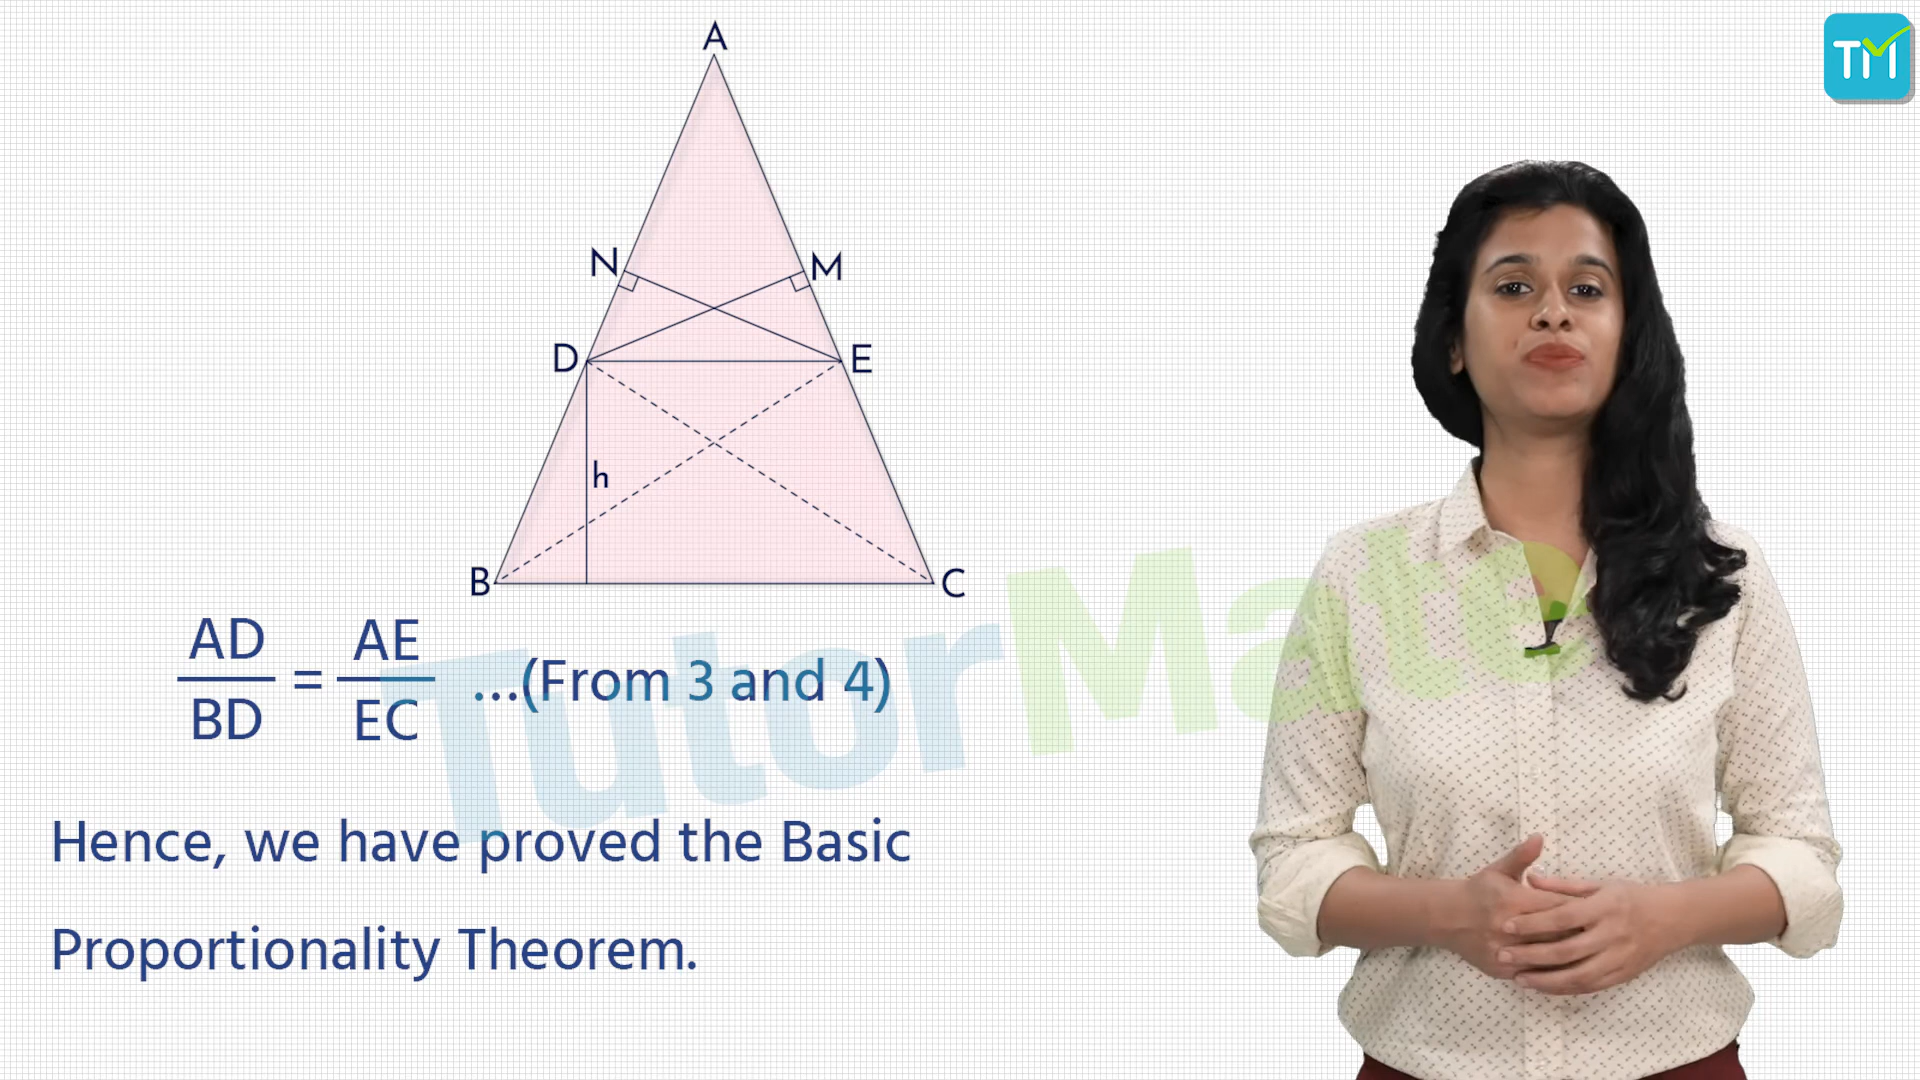 A
N
M
D
E
h
B
C
AD/BD = AE/EC ...(From 3 and 4)
Hence, we have proved the Basic
Proportionality Theorem.
TutorMate
TM